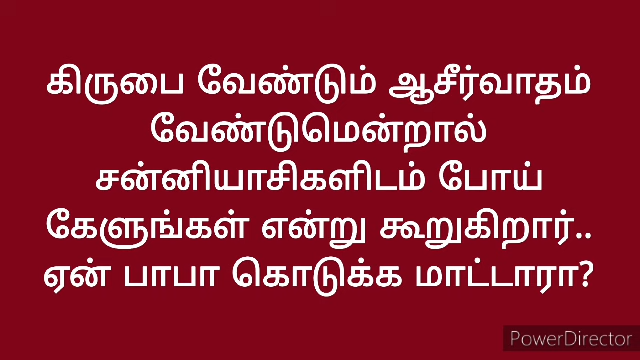 கிருபை வேண்டும் ஆசீர்வாதம்
வேண்டுமென்றால்
சன்னியாசிகளிடம் போய்
கேளுங்கள் என்று கூறுகிறார்..
ஏன் பாபா கொடுக்க மாட்டாரா?
PowerDirector